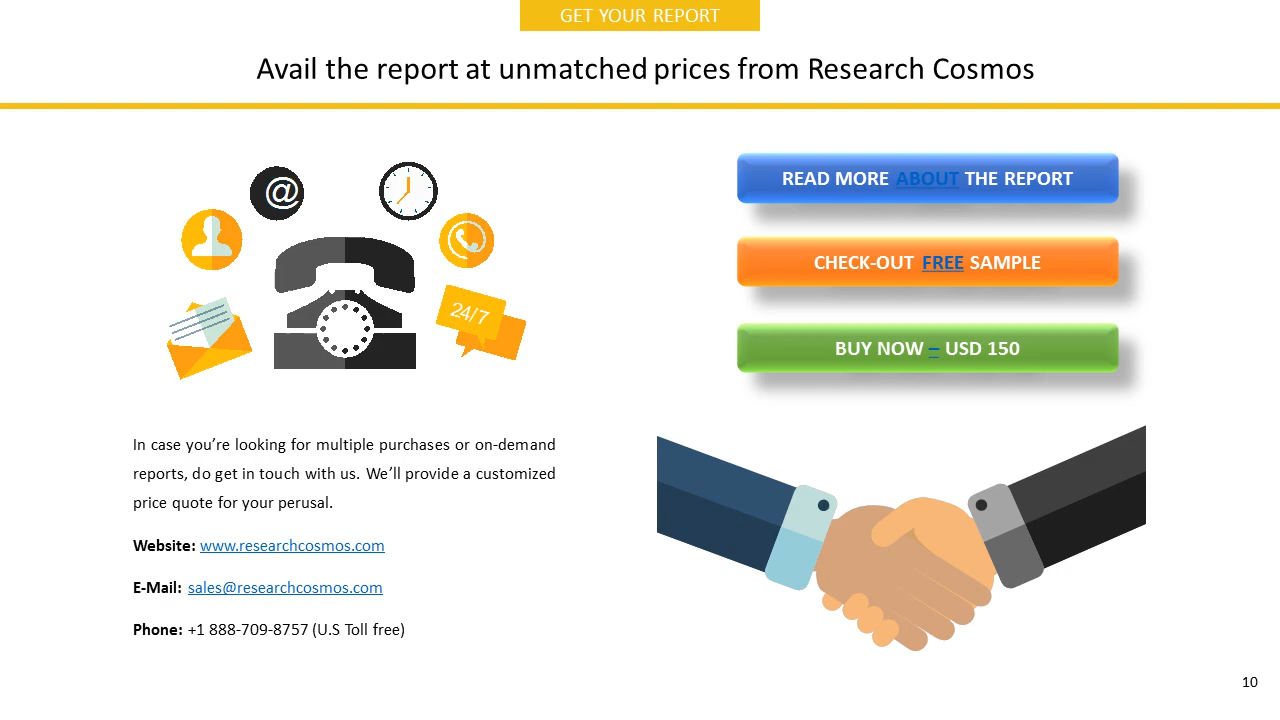 GET YOUR REPORT
Avail the report at unmatched prices from Research Cosmos
@
24/7
READ MORE ABOUT THE REPORT
CHECK-OUT FREE SAMPLE
BUY NOW – USD 150
In case you’re looking for multiple purchases or on-demand
reports, do get in touch with us. We’ll provide a customized
price quote for your perusal.
Website: www.researchcosmos.com
E-Mail: sales@researchcosmos.com
Phone: +1 888-709-8757 (U.S Toll free)
10